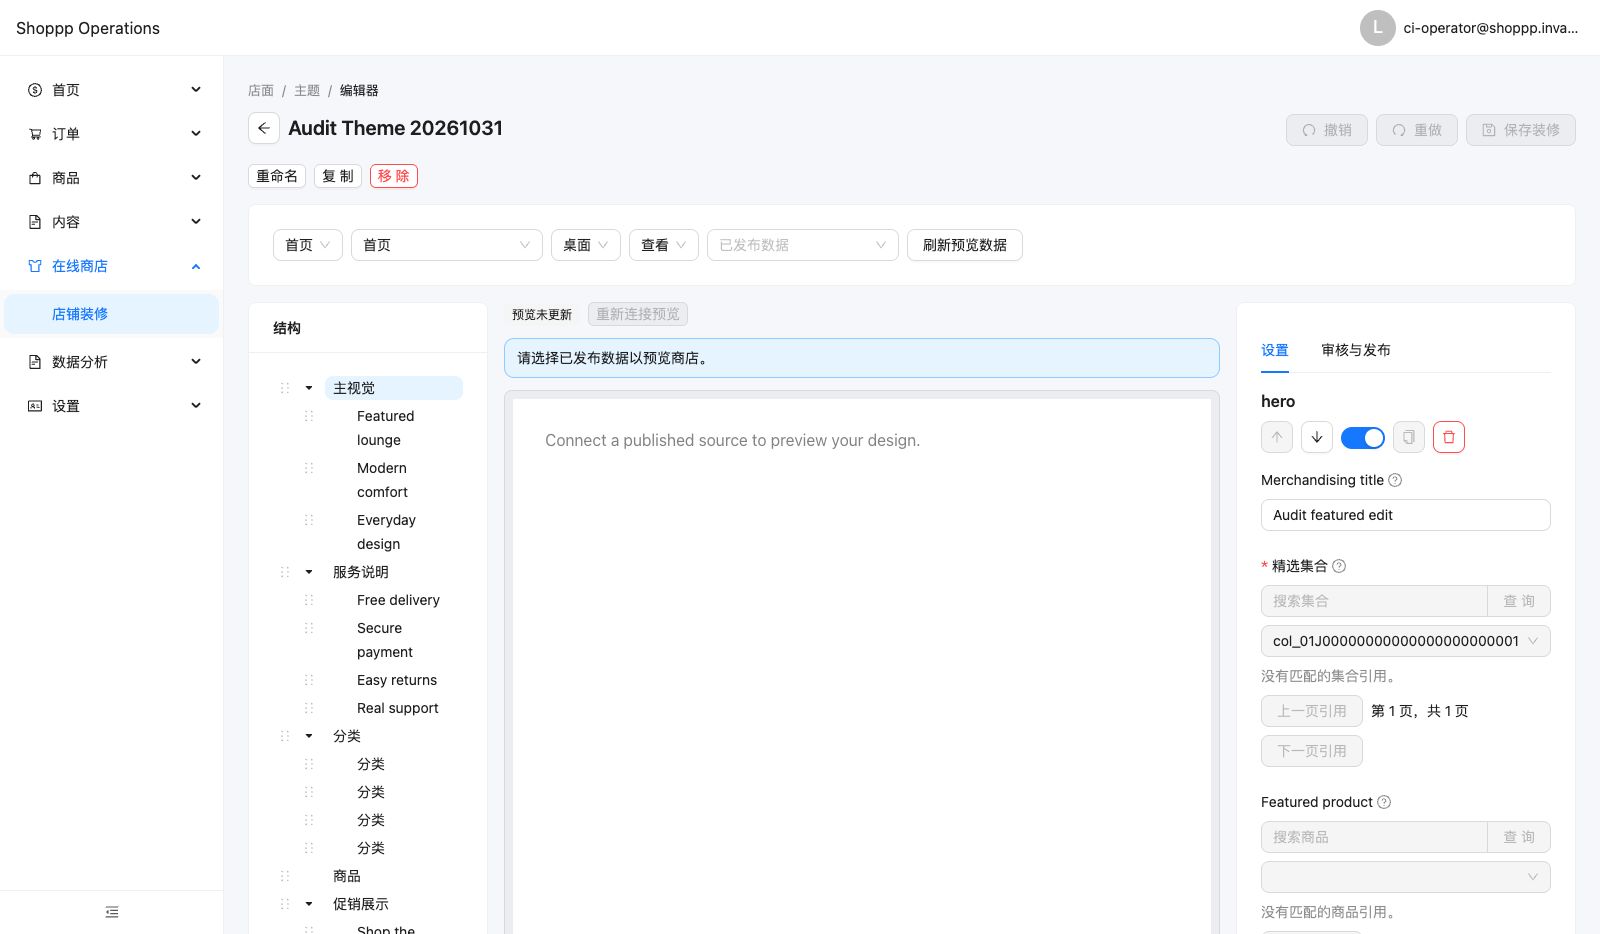 Shoppp Operations
L
ci-operator@shoppp.inva...
首页
订单
商品
内容
在线商店
店铺装修
数据分析
设置
店面 / 主题 / 编辑器
Audit Theme 20261031
撤销
重做
保存装修
重命名
复 制
移 除
首页
首页
桌面
查看
已发布数据
刷新预览数据
结构
主视觉
Featured
lounge
Modern
comfort
Everyday
design
服务说明
Free delivery
Secure
payment
Easy returns
Real support
分类
分类
分类
分类
分类
商品
促销展示
Shop the
预览未更新
重新连接预览
请选择已发布数据以预览商店。
Connect a published source to preview your design.
设置
审核与发布
hero
Merchandising title
Audit featured edit
* 精选集合
搜索集合
查 询
col_01J00000000000000000000001
没有匹配的集合引用。
上一页引用
第 1 页，共 1 页
下一页引用
Featured product
搜索商品
查 询
没有匹配的商品引用。